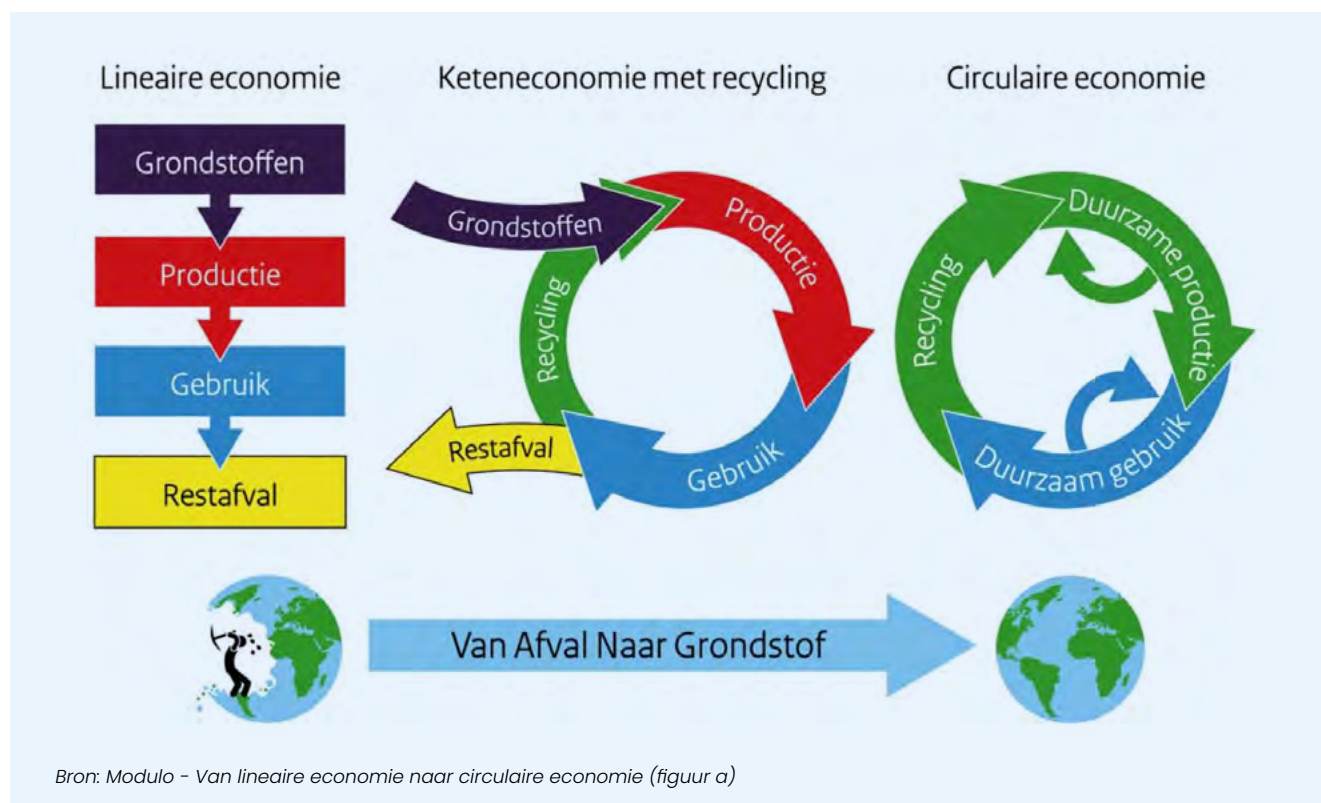 Lineaire economie
Grondstoffen
Productie
Gebruik
Restafval
Keteneconomie met recycling
Grondstoffen
Productie
Recycling
Restafval
Gebruik
Circulaire economie
Duurzame productie
Recycling
Duurzaam gebruik
Van Afval Naar Grondstof
Bron: Modulo - Van lineaire economie naar circulaire economie (figuur a)